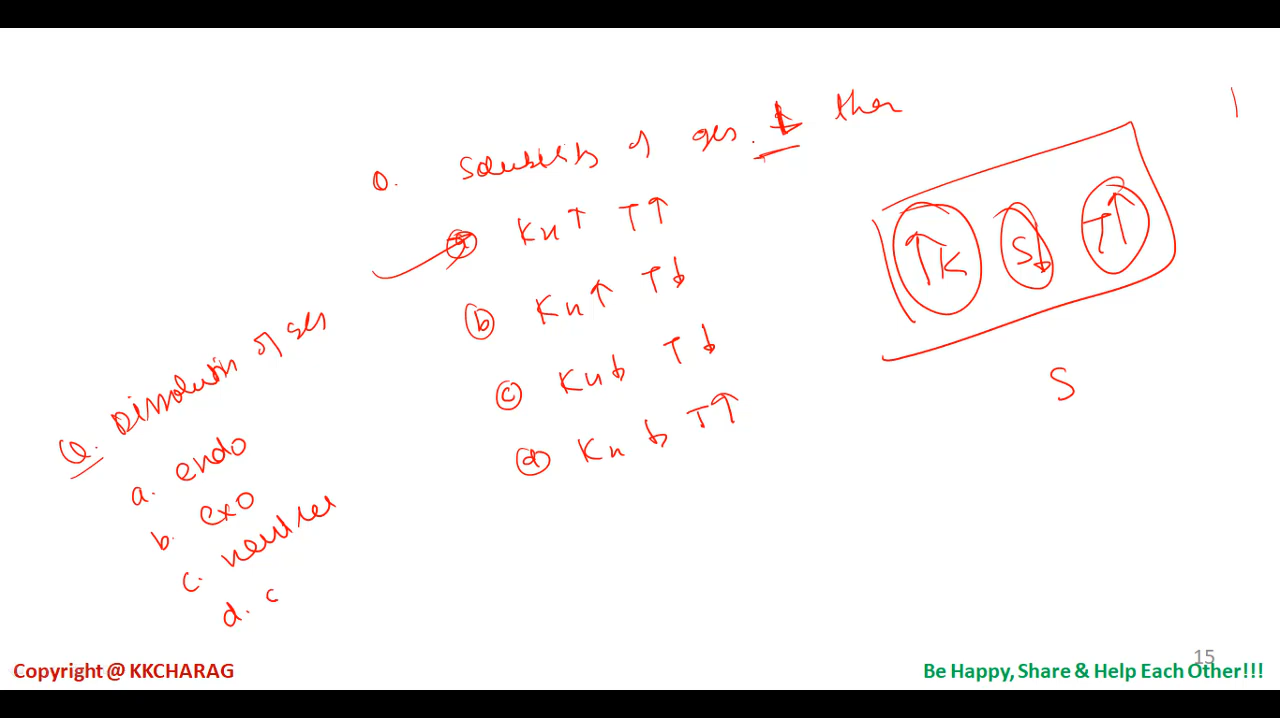 Q. Solubility of gas. ↓ then
ⓐ KH↑ T↑
ⓑ KH↑ T↓
ⓒ KH↓ T↓
ⓓ KH↓ T↑
↑K S↓ T↑
S
Q. Dissolution of gas
a. endo
b. exo
c. neutral
d.
15
Copyright @ KKCHARAG
Be Happy, Share & Help Each Other!!!